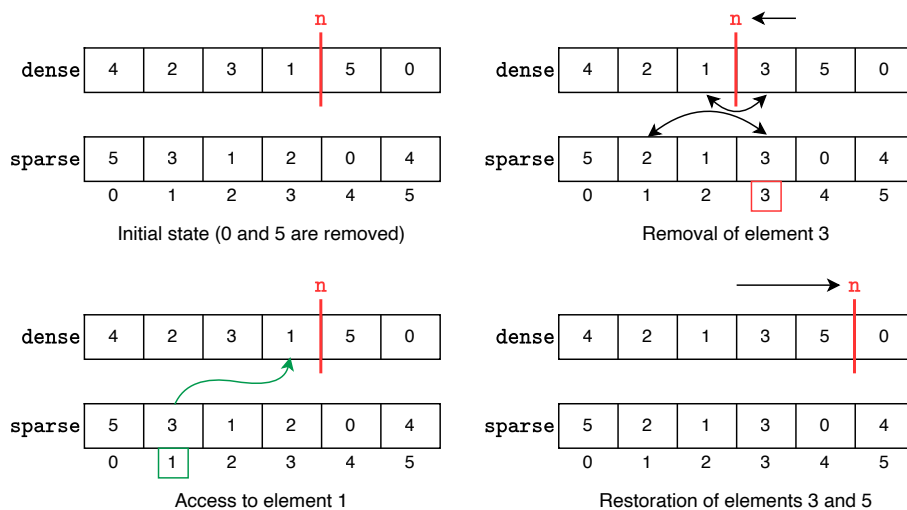 n
dense 4 2 3 1 5 0
sparse 5 3 1 2 0 4
0 1 2 3 4 5
Initial state (0 and 5 are removed)
n
dense 4 2 1 3 5 0
sparse 5 2 1 3 0 4
0 1 2 3 4 5
Removal of element 3
n
dense 4 2 3 1 5 0
sparse 5 3 1 2 0 4
0 1 2 3 4 5
Access to element 1
n
dense 4 2 1 3 5 0
sparse 5 2 1 3 0 4
0 1 2 3 4 5
Restoration of elements 3 and 5